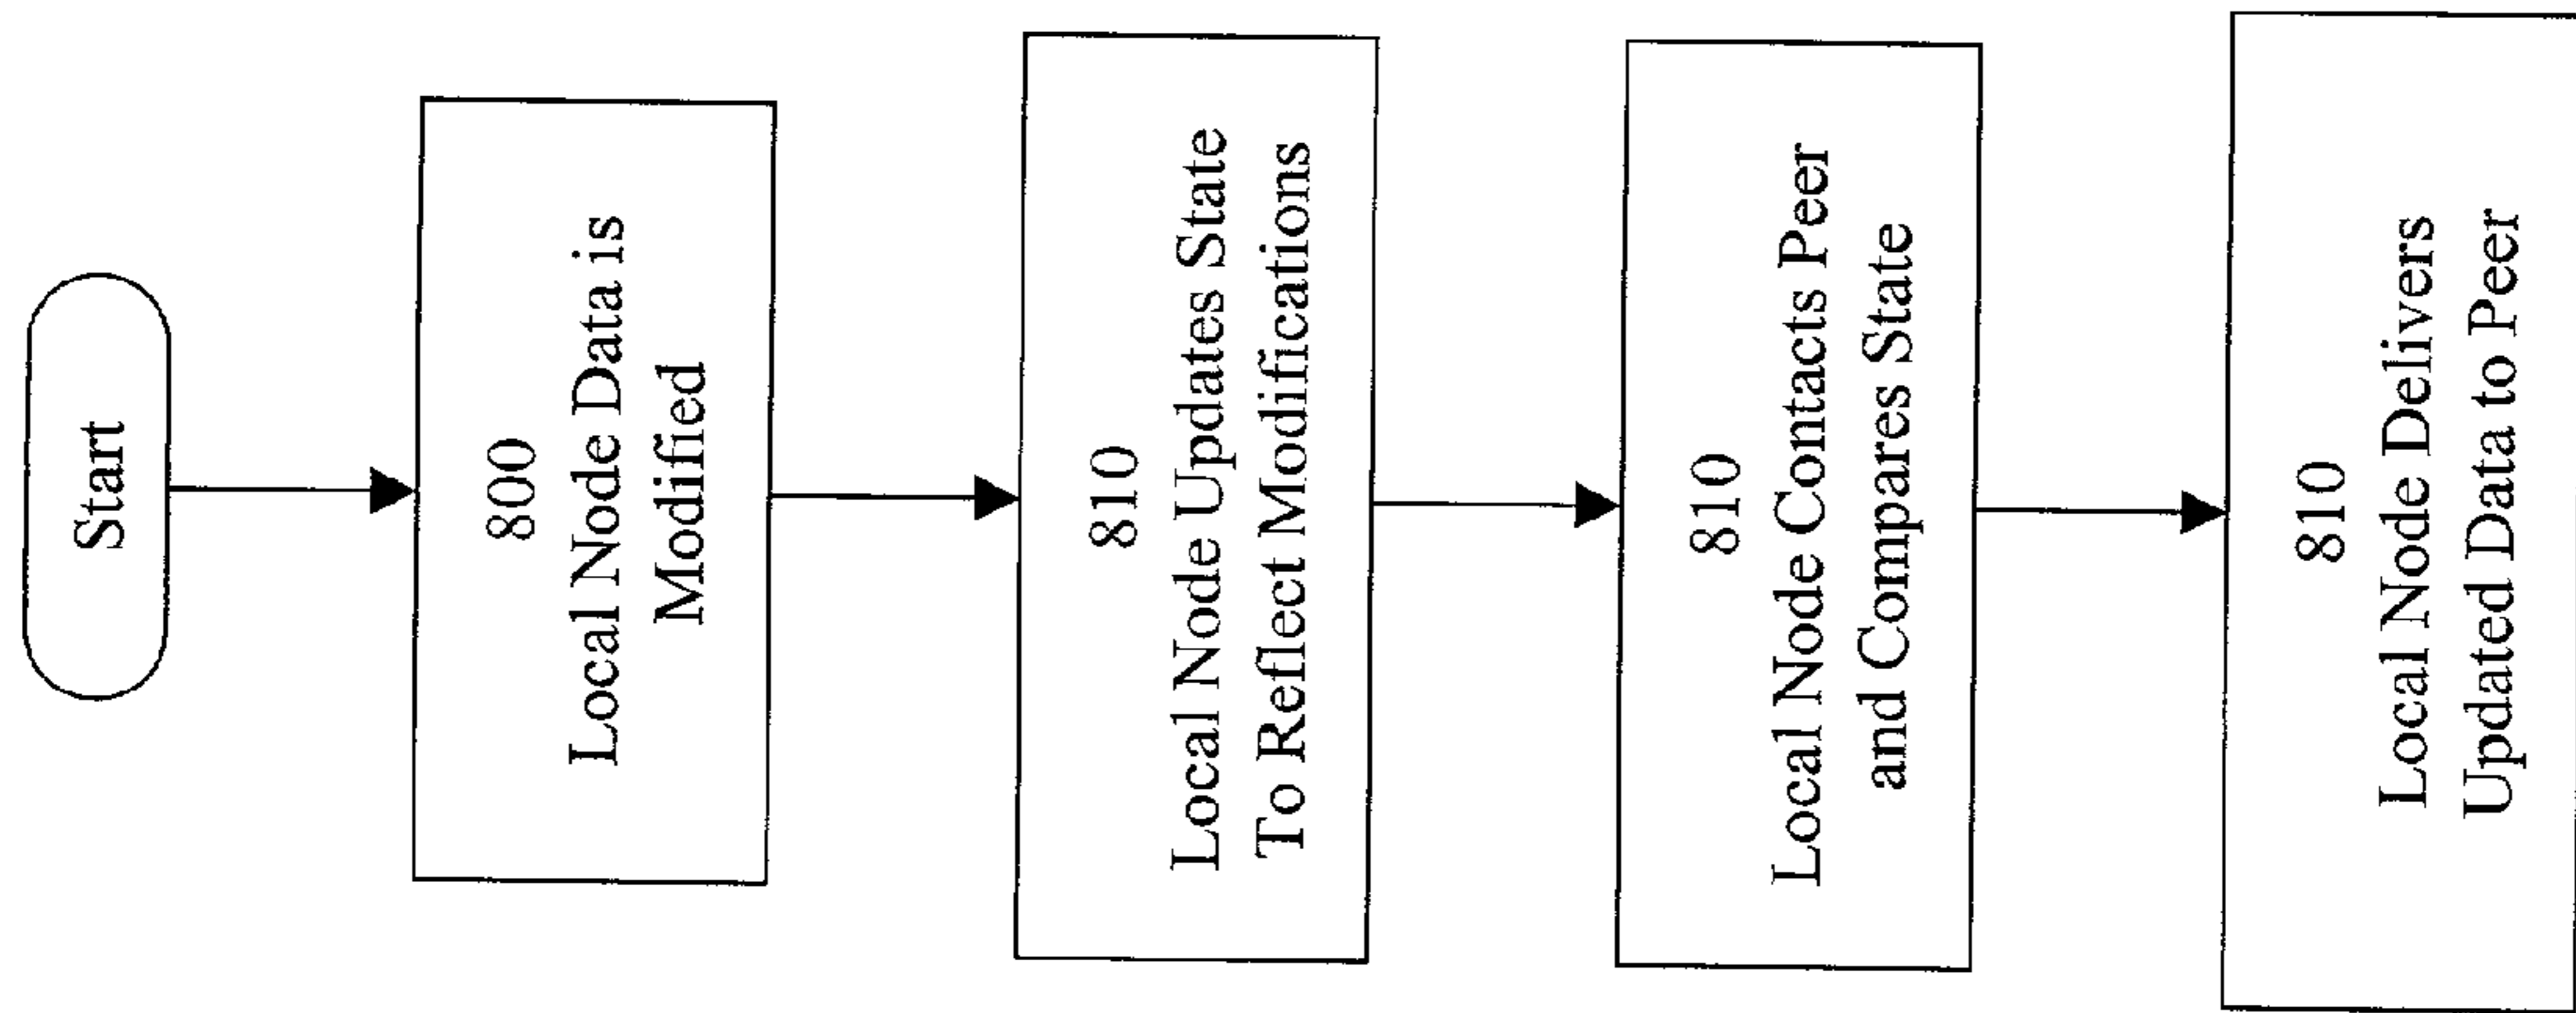 Start
800
Local Node Data is
Modified
810
Local Node Updates State
To Reflect Modifications
810
Local Node Contacts Peer
and Compares State
810
Local Node Delivers
Updated Data to Peer